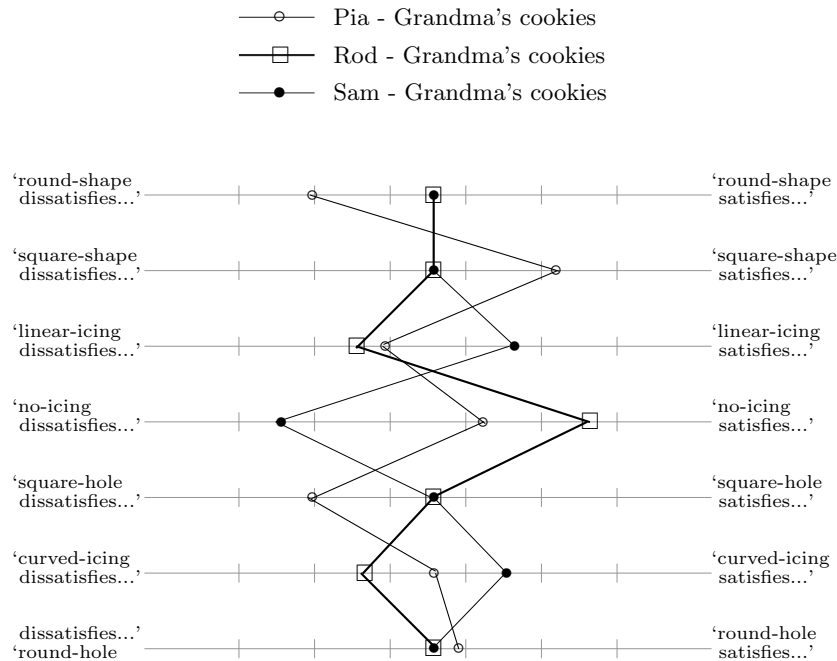 Pia - Grandma's cookies
Rod - Grandma's cookies
Sam - Grandma's cookies
‘round-shape
dissatisfies...’
‘round-shape
satisfies...’
‘square-shape
dissatisfies...’
‘square-shape
satisfies...’
‘linear-icing
dissatisfies...’
‘linear-icing
satisfies...’
‘no-icing
dissatisfies...’
‘no-icing
satisfies...’
‘square-hole
dissatisfies...’
‘square-hole
satisfies...’
‘curved-icing
dissatisfies...’
‘curved-icing
satisfies...’
dissatisfies...’
‘round-hole
‘round-hole
satisfies...’